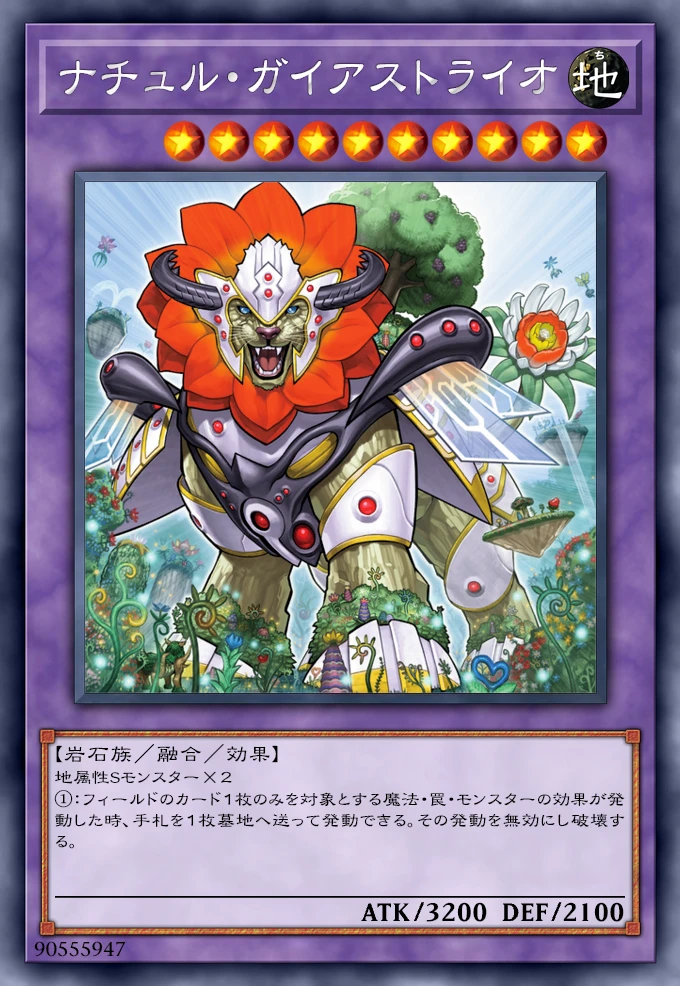 ナチュル・ガイアストライオ
ち
地
【岩石族／融合／効果】
地属性Sモンスター×２
①：フィールドのカード１枚のみを対象とする魔法・罠・モンスターの効果が発
動した時、手札を１枚墓地へ送って発動できる。その発動を無効にし破壊す
る。
ATK/3200 DEF/2100
90555947